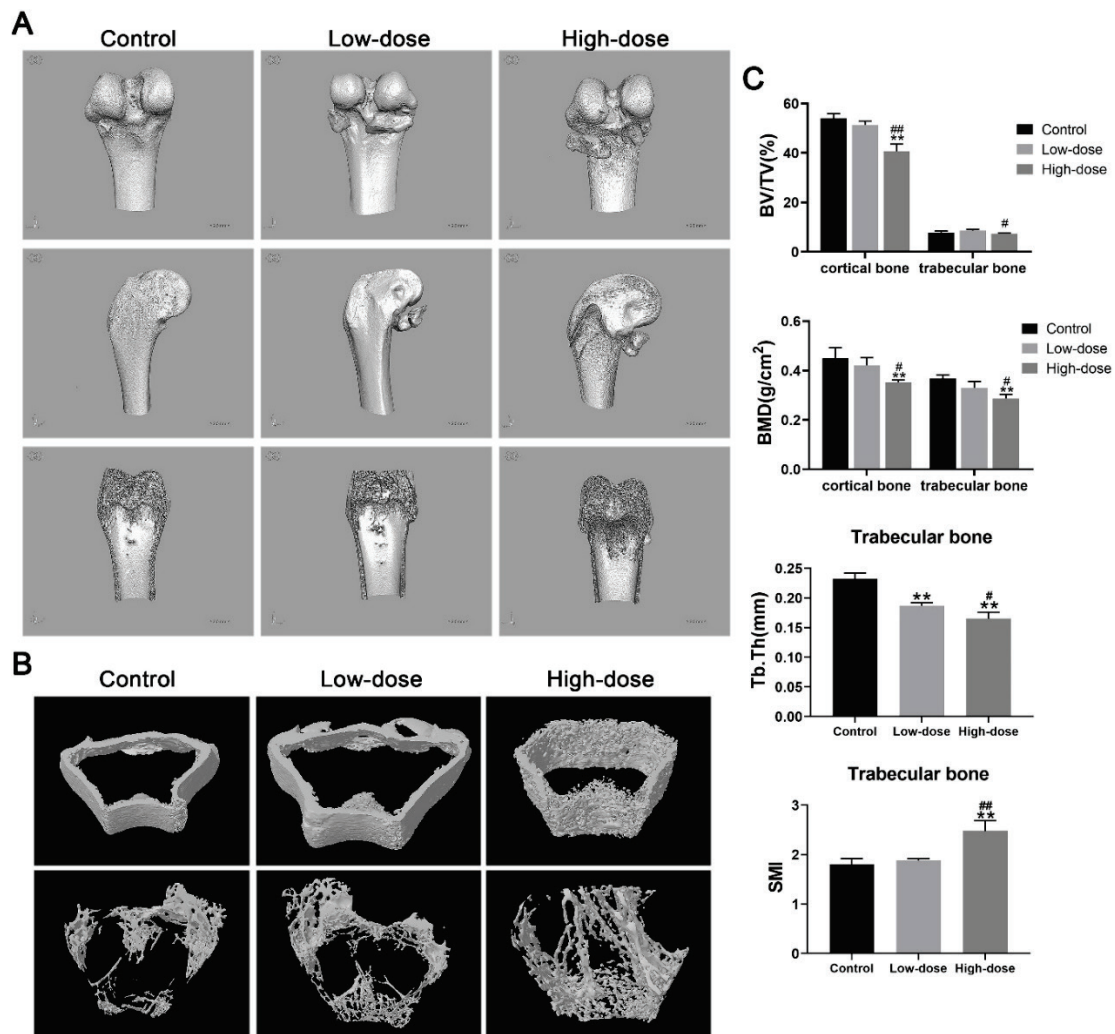 A
Control
Low-dose
High-dose
B
Control
Low-dose
High-dose
C
60
40
20
0
BV/TV(%)
##
**
#
cortical bone
trabecular bone
Control
Low-dose
High-dose
0.6
0.4
0.2
0.0
BMD(g/cm²)
#
**
#
**
cortical bone
trabecular bone
Control
Low-dose
High-dose
Trabecular bone
0.25
0.20
0.15
0.10
0.05
0.00
Tb.Th(mm)
**
#
**
Control
Low-dose
High-dose
Trabecular bone
3
2
1
0
SMI
##
**
Control
Low-dose
High-dose